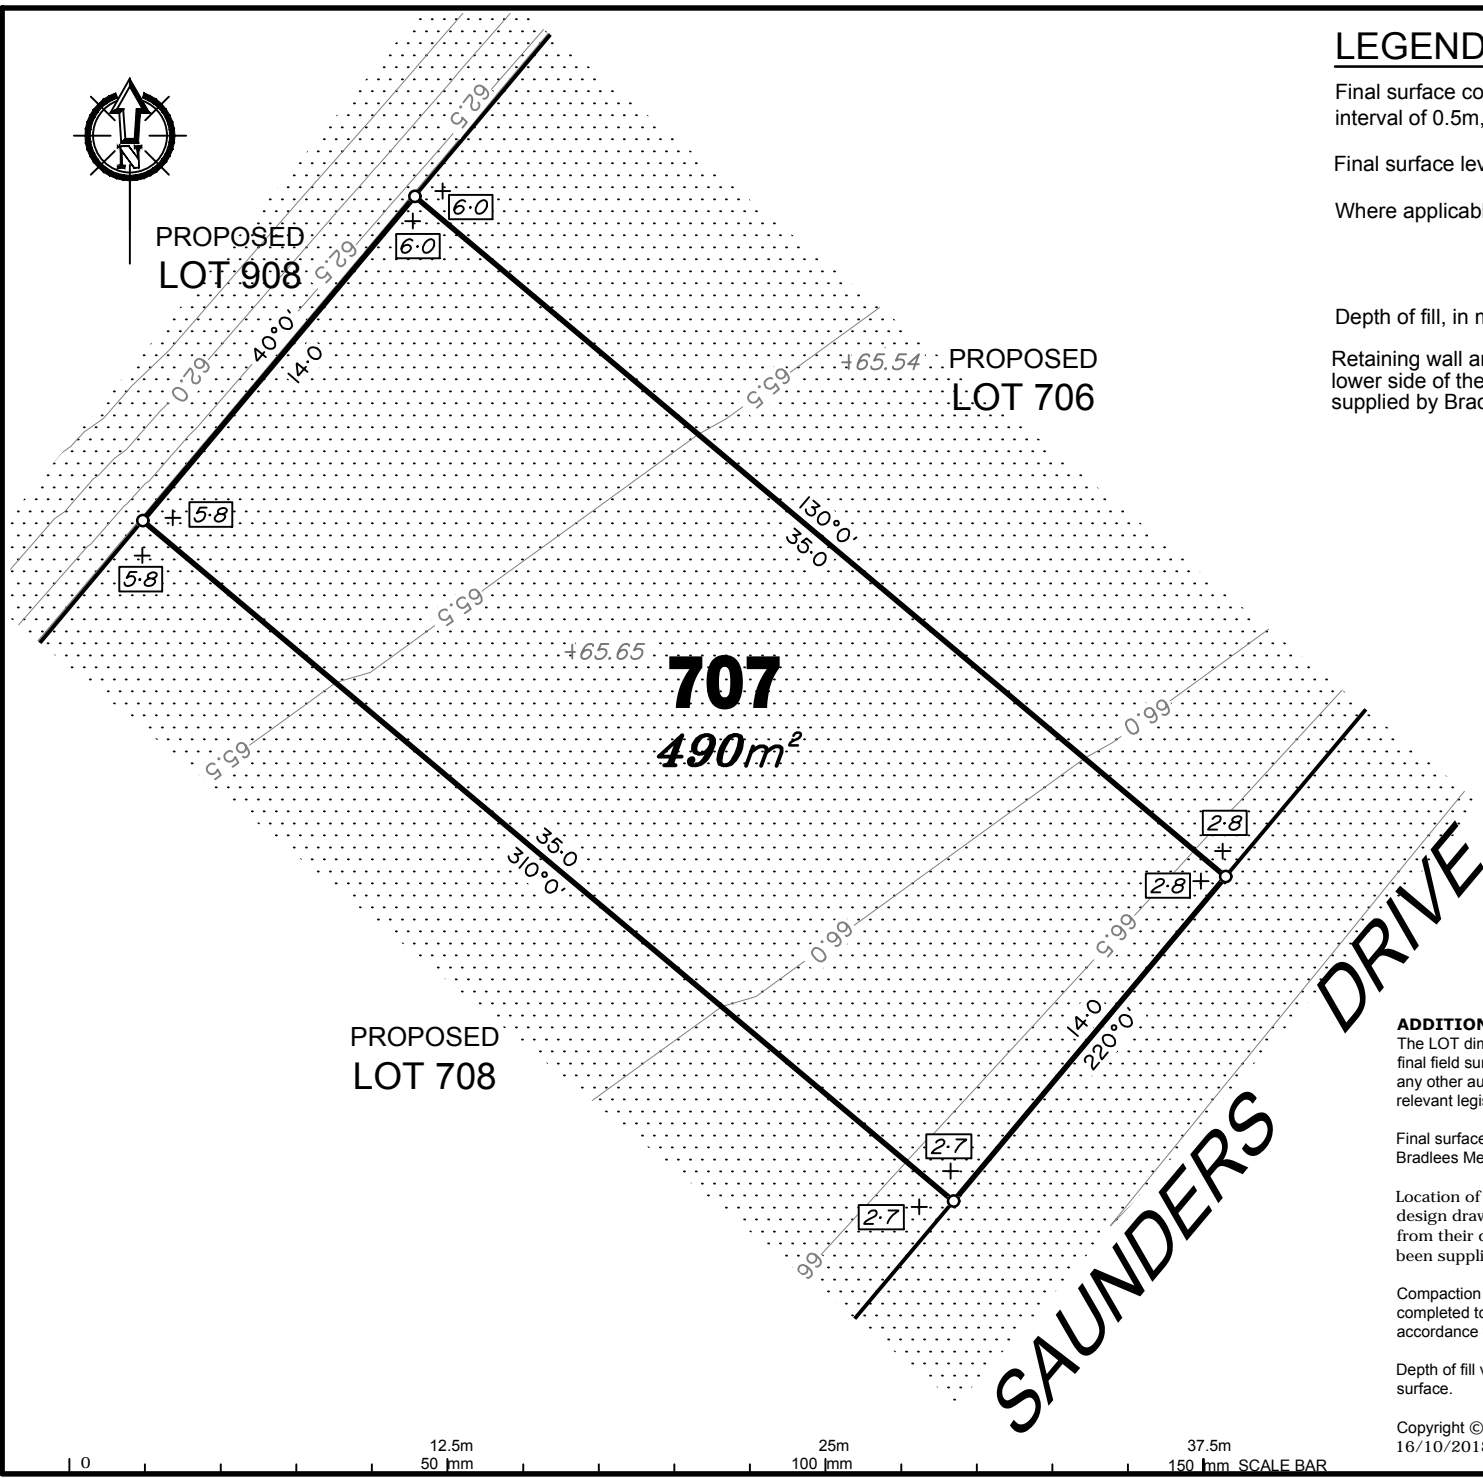 LEGEND
Final surface co
interval of 0.5m,
Final surface lev
Where applicabl
Depth of fill, in m
Retaining wall a
lower side of the
supplied by Brad
N
PROPOSED
LOT 908
62.5
62.5
62.0
6·0
6·0
40°0'
14·0
5·8
5·8
65.54
PROPOSED
LOT 706
65.5
130°0'
35·0
65.5
65.65
707
490m²
65.5
66.0
35·0
310°0'
2·8
2·8
66.0
66.5
14·0
220°0'
PROPOSED
LOT 708
2·7
2·7
66
SAUNDERS DRIVE
ADDITION
The LOT dim
final field su
any other au
relevant legis
Final surface
Bradlees Me
Location of
design draw
from their
been suppli
Compaction
completed to
accordance
Depth of fill v
surface.
Copyright ©
16/10/2018
12.5m 25m 37.5m
0 50 mm 100 mm 150 mm SCALE BAR